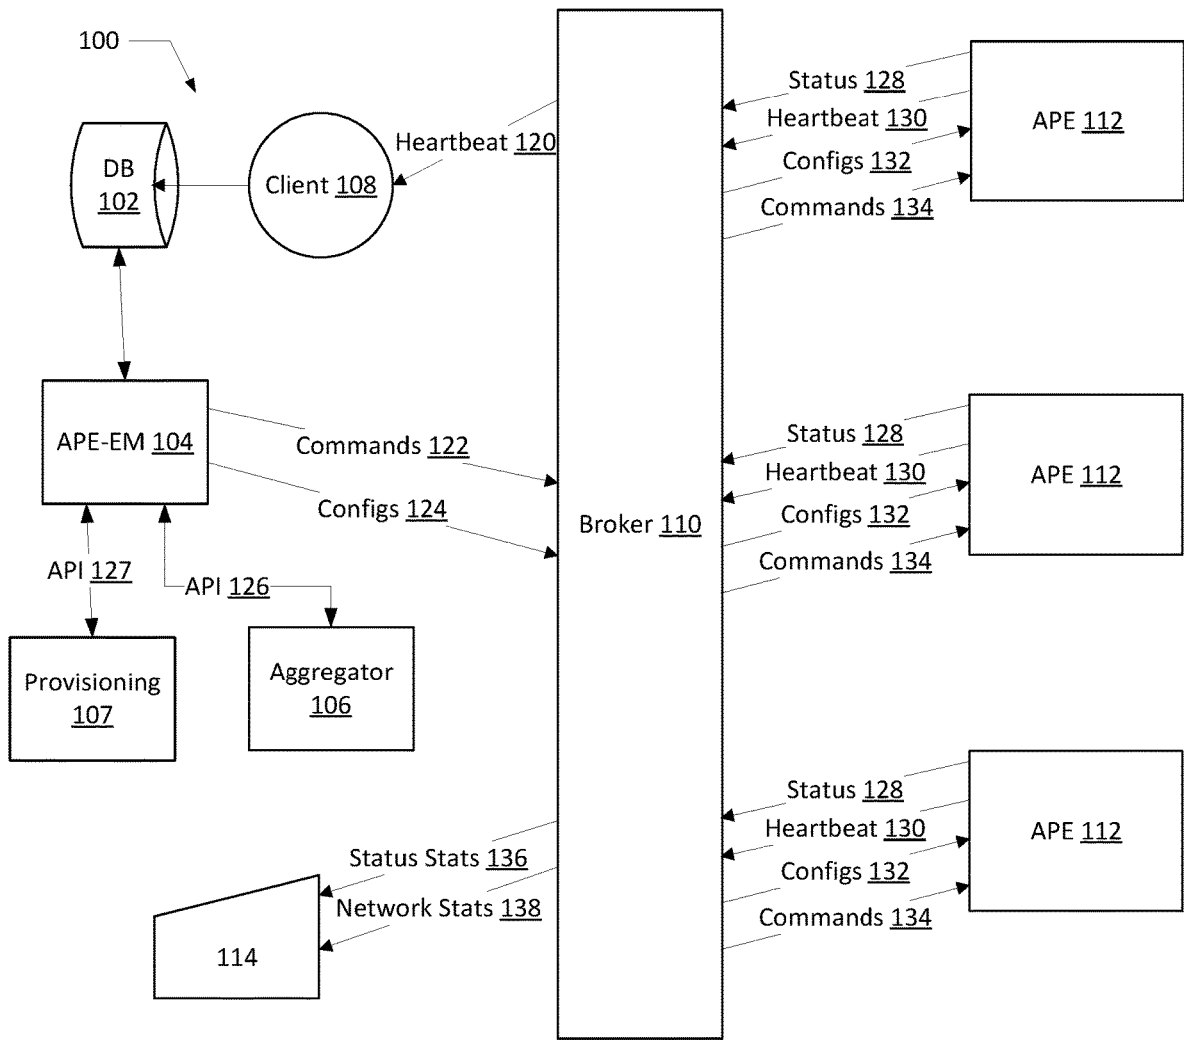 100
DB
102
Client 108
Heartbeat 120
Status 128
Heartbeat 130
Configs 132
Commands 134
APE 112
APE-EM 104
Commands 122
Configs 124
Broker 110
Status 128
Heartbeat 130
Configs 132
Commands 134
APE 112
API 127
API 126
Provisioning
107
Aggregator
106
Status 128
Heartbeat 130
Configs 132
Commands 134
APE 112
Status Stats 136
Network Stats 138
114